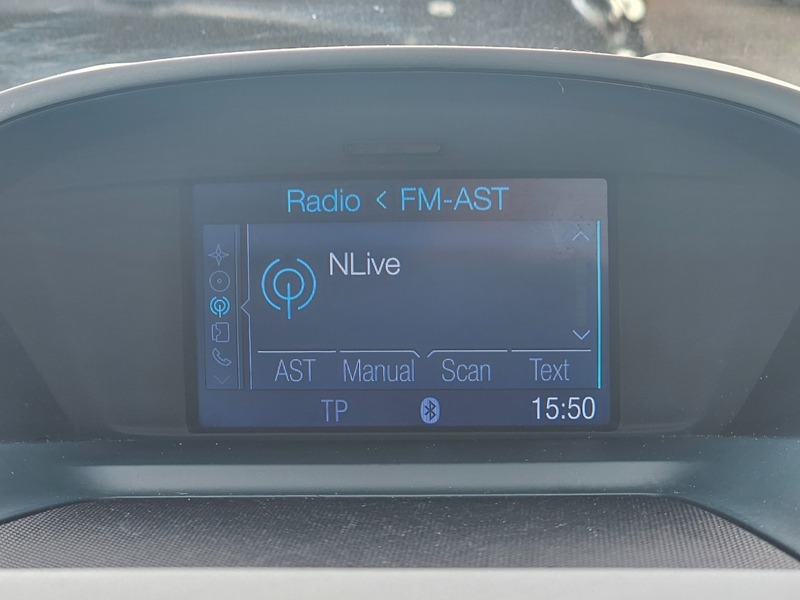 Radio < FM-AST
NLive
AST Manual Scan Text
TP 15:50